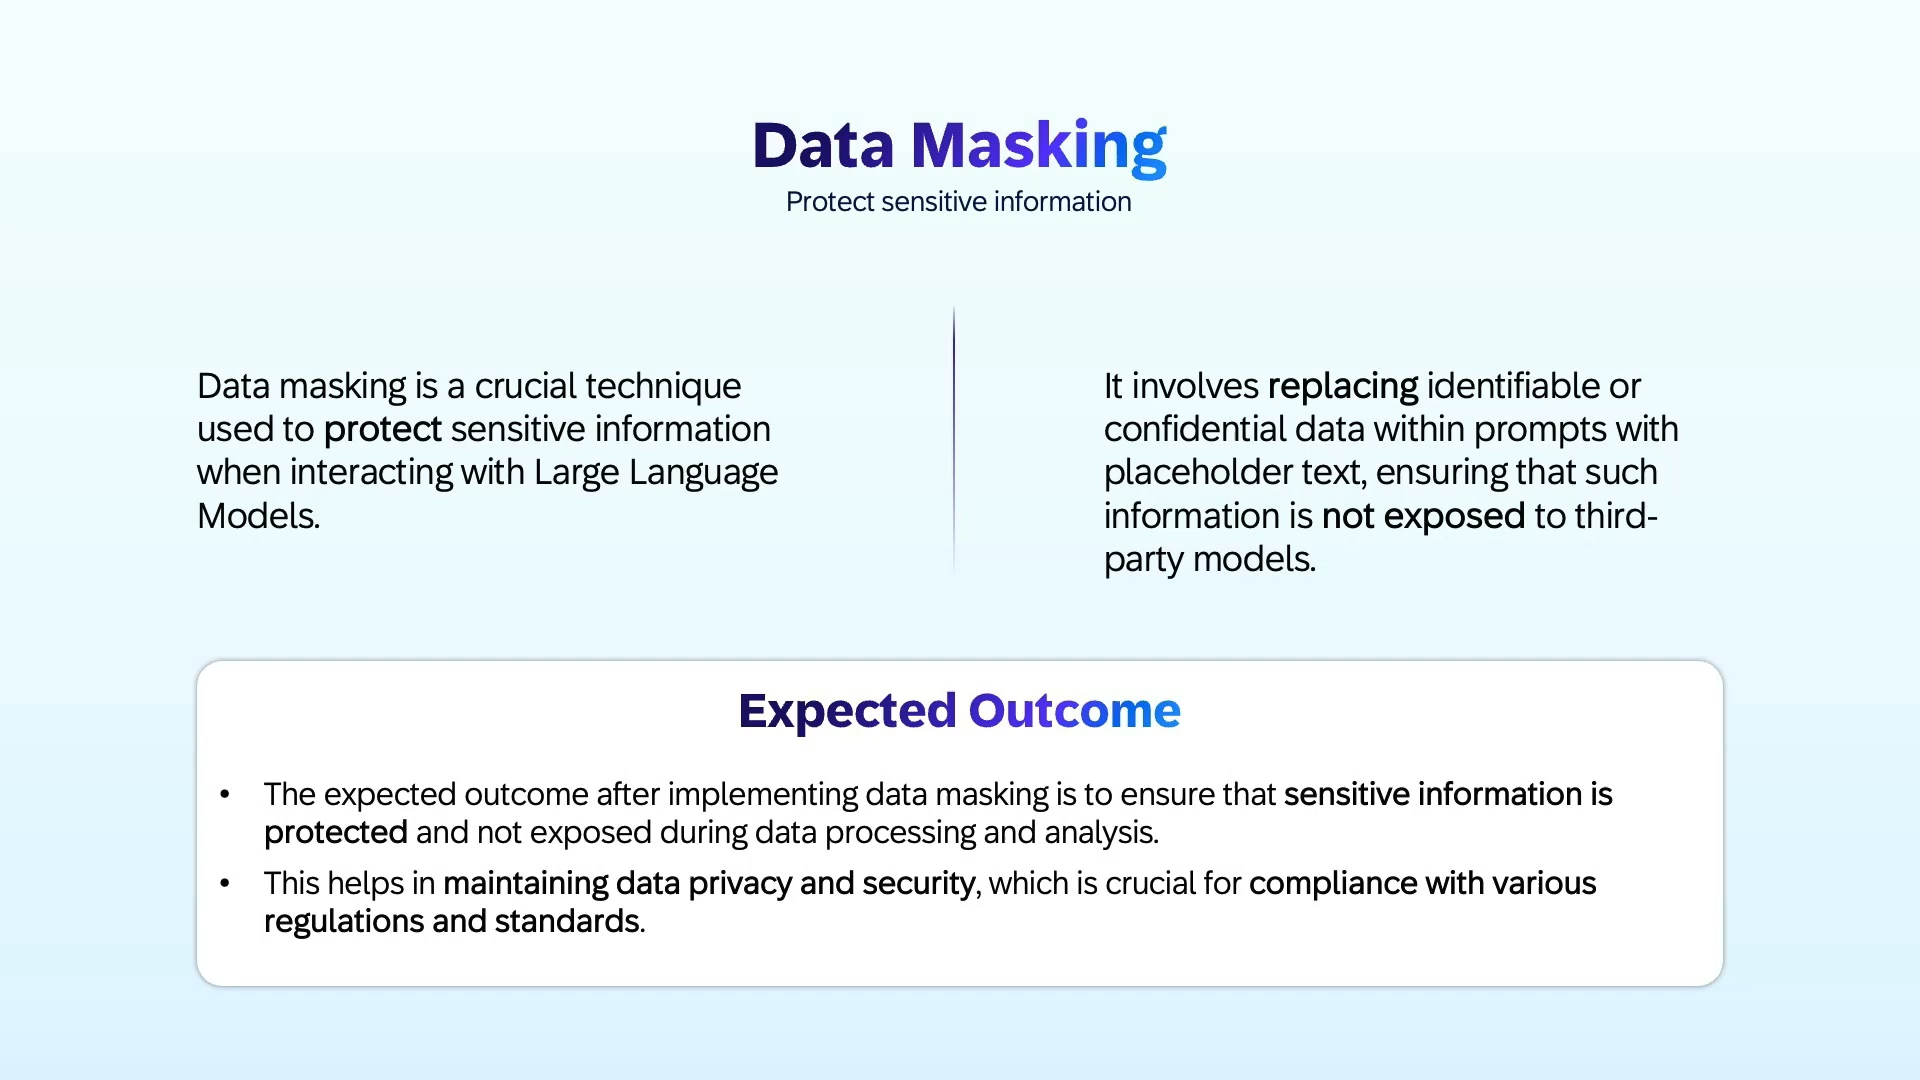 Data Masking
Protect sensitive information
Data masking is a crucial technique
used to protect sensitive information
when interacting with Large Language
Models.
It involves replacing identifiable or
confidential data within prompts with
placeholder text, ensuring that such
information is not exposed to third-
party models.
Expected Outcome
• The expected outcome after implementing data masking is to ensure that sensitive information is
protected and not exposed during data processing and analysis.
• This helps in maintaining data privacy and security, which is crucial for compliance with various
regulations and standards.